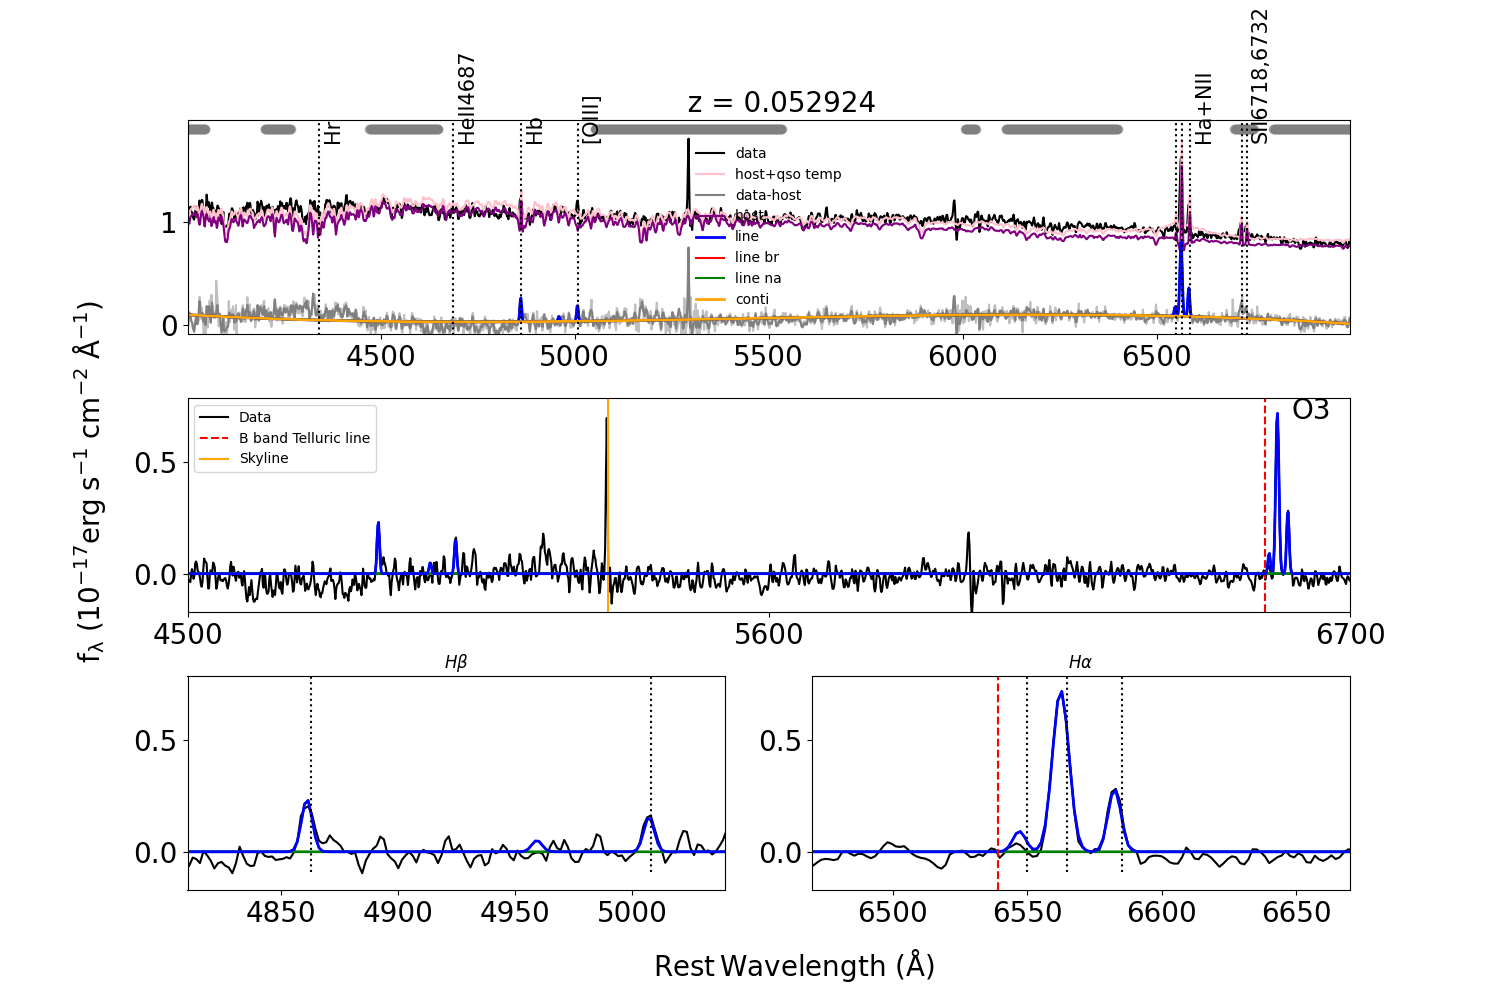 z = 0.052924
Hr
HeII4687
Hb
[OIII]
Ha+NII
SII6718,6732
data
host+qso temp
data-host
host
line
line br
line na
conti
1
0
4500
5000
5500
6000
6500
Data
B band Telluric line
Skyline
O3
0.5
0.0
4500
5600
6700
fλ (10−17erg s−1 cm−2 Å−1)
Hβ
Hα
0.5
0.0
4850
4900
4950
5000
0.5
0.0
6500
6550
6600
6650
Rest Wavelength (Å)